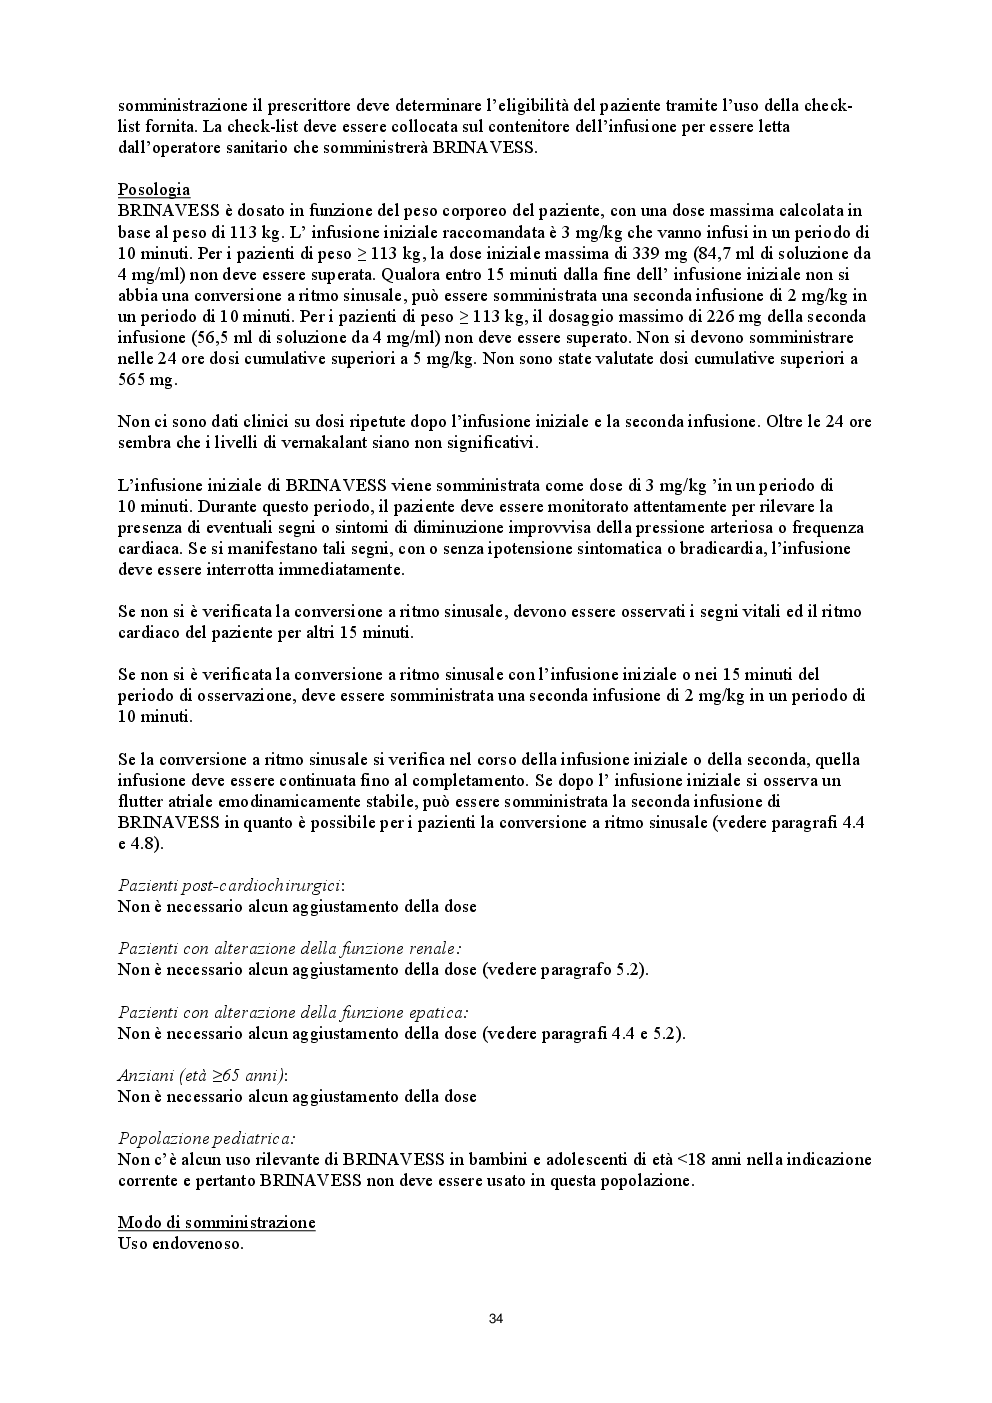 somministrazione il prescrittore deve determinare l’eligibilità del paziente tramite l’uso della check-
list fornita. La check-list deve essere collocata sul contenitore dell’infusione per essere letta
dall’operatore sanitario che somministrerà BRINAVESS.
Posologia
BRINAVESS è dosato in funzione del peso corporeo del paziente, con una dose massima calcolata in
base al peso di 113 kg. L’ infusione iniziale raccomandata è 3 mg/kg che vanno infusi in un periodo di
10 minuti. Per i pazienti di peso ≥ 113 kg, la dose iniziale massima di 339 mg (84,7 ml di soluzione da
4 mg/ml) non deve essere superata. Qualora entro 15 minuti dalla fine dell’ infusione iniziale non si
abbia una conversione a ritmo sinusale, può essere somministrata una seconda infusione di 2 mg/kg in
un periodo di 10 minuti. Per i pazienti di peso ≥ 113 kg, il dosaggio massimo di 226 mg della seconda
infusione (56,5 ml di soluzione da 4 mg/ml) non deve essere superato. Non si devono somministrare
nelle 24 ore dosi cumulative superiori a 5 mg/kg. Non sono state valutate dosi cumulative superiori a
565 mg.
Non ci sono dati clinici su dosi ripetute dopo l’infusione iniziale e la seconda infusione. Oltre le 24 ore
sembra che i livelli di vernakalant siano non significativi.
L’infusione iniziale di BRINAVESS viene somministrata come dose di 3 mg/kg ’in un periodo di
10 minuti. Durante questo periodo, il paziente deve essere monitorato attentamente per rilevare la
presenza di eventuali segni o sintomi di diminuzione improvvisa della pressione arteriosa o frequenza
cardiaca. Se si manifestano tali segni, con o senza ipotensione sintomatica o bradicardia, l’infusione
deve essere interrotta immediatamente.
Se non si è verificata la conversione a ritmo sinusale, devono essere osservati i segni vitali ed il ritmo
cardiaco del paziente per altri 15 minuti.
Se non si è verificata la conversione a ritmo sinusale con l’infusione iniziale o nei 15 minuti del
periodo di osservazione, deve essere somministrata una seconda infusione di 2 mg/kg in un periodo di
10 minuti.
Se la conversione a ritmo sinusale si verifica nel corso della infusione iniziale o della seconda, quella
infusione deve essere continuata fino al completamento. Se dopo l’ infusione iniziale si osserva un
flutter atriale emodinamicamente stabile, può essere somministrata la seconda infusione di
BRINAVESS in quanto è possibile per i pazienti la conversione a ritmo sinusale (vedere paragrafi 4.4
e 4.8).
Pazienti post-cardiochirurgici:
Non è necessario alcun aggiustamento della dose
Pazienti con alterazione della funzione renale:
Non è necessario alcun aggiustamento della dose (vedere paragrafo 5.2).
Pazienti con alterazione della funzione epatica:
Non è necessario alcun aggiustamento della dose (vedere paragrafi 4.4 e 5.2).
Anziani (età ≥65 anni):
Non è necessario alcun aggiustamento della dose
Popolazione pediatrica:
Non c’è alcun uso rilevante di BRINAVESS in bambini e adolescenti di età <18 anni nella indicazione
corrente e pertanto BRINAVESS non deve essere usato in questa popolazione.
Modo di somministrazione
Uso endovenoso.
34